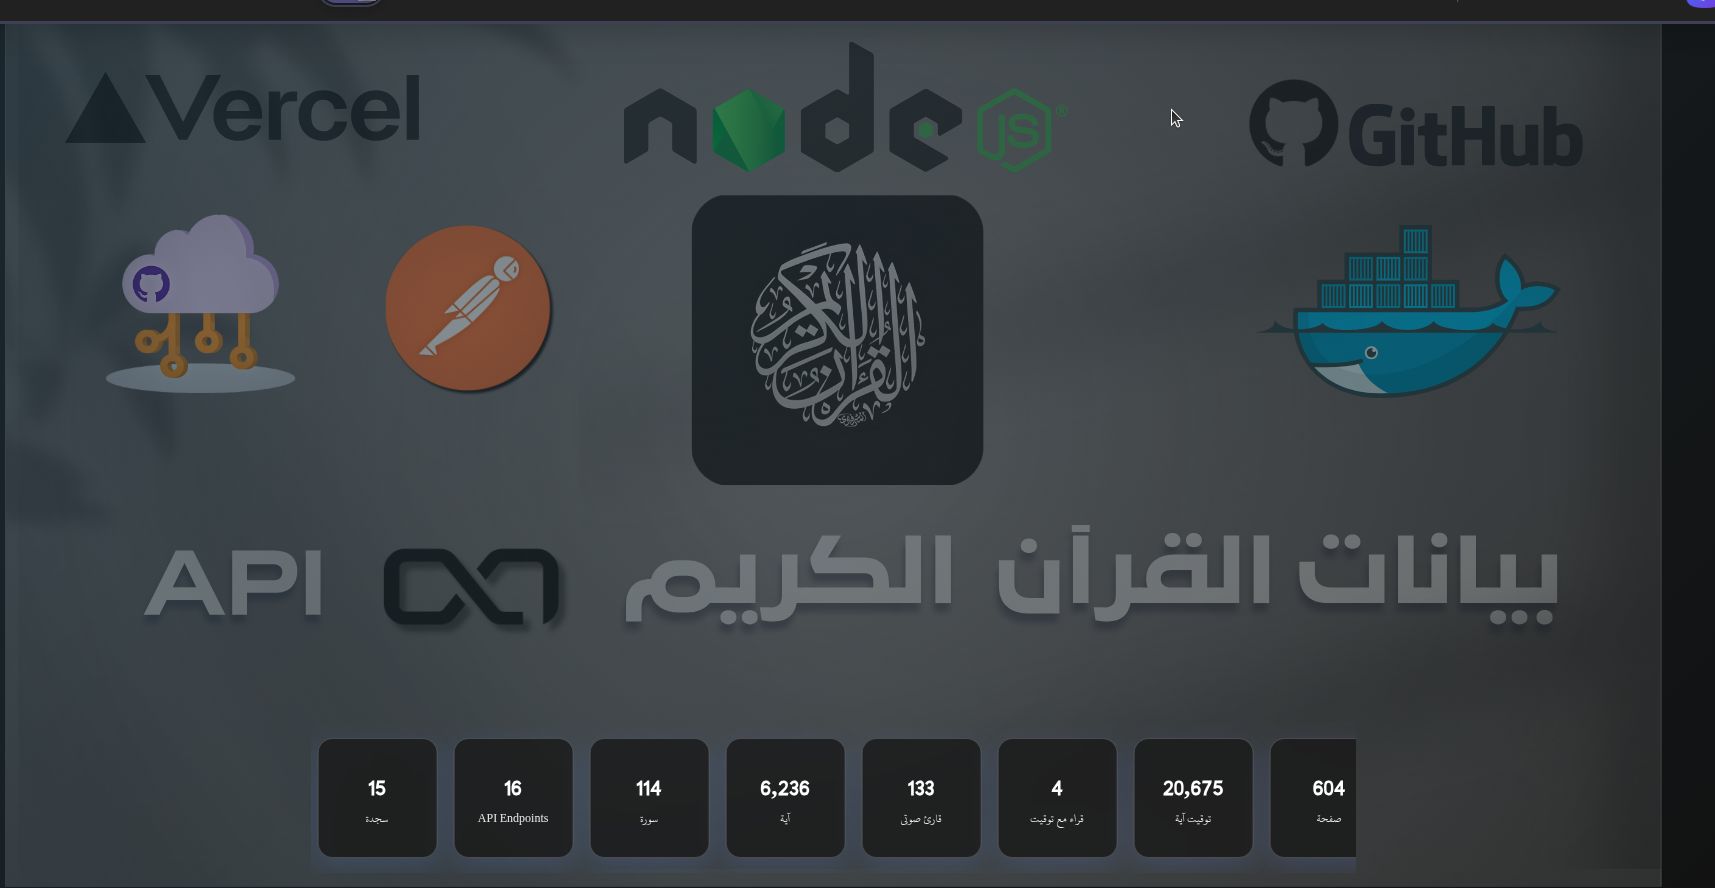 Vercel
node JS ®
GitHub
القرآن الكريم
API
بيانات القرآن الكريم
15
سجدة
16
API Endpoints
114
سورة
6,236
آية
133
قارئ صوتي
4
قراء مع توقيت
20,675
توقيت آية
604
صفحة